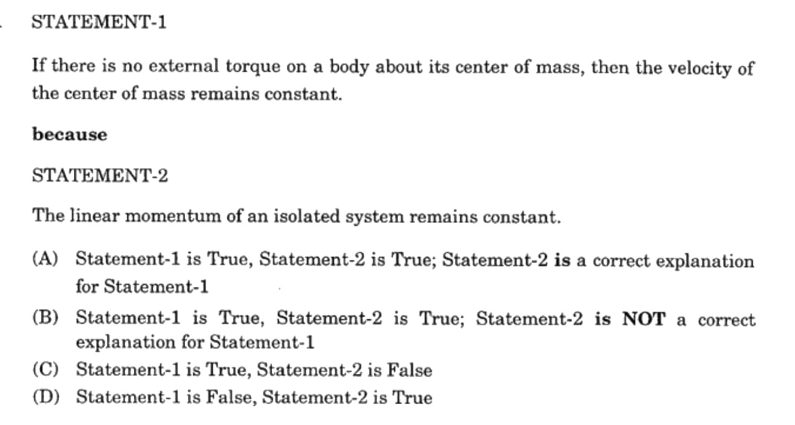 STATEMENT-1
If there is no external torque on a body about its center of mass, then the velocity of
the center of mass remains constant.
because
STATEMENT-2
The linear momentum of an isolated system remains constant.
(A) Statement-1 is True, Statement-2 is True; Statement-2 is a correct explanation
for Statement-1
(B) Statement-1 is True, Statement-2 is True; Statement-2 is NOT a correct
explanation for Statement-1
(C) Statement-1 is True, Statement-2 is False
(D) Statement-1 is False, Statement-2 is True